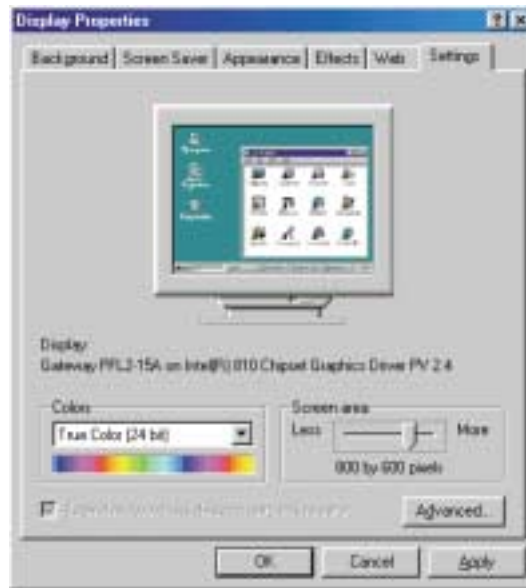 Display Properties
Background Screen Saver Appearance Effects Web Settings
Display
Gateway PFL2-15A on Intel(R) 810 Chipset Graphics Driver PV 2.4
Colors
True Color (24 bit)
Screen area
Less More
800 by 600 pixels
Advanced...
OK Cancel Apply